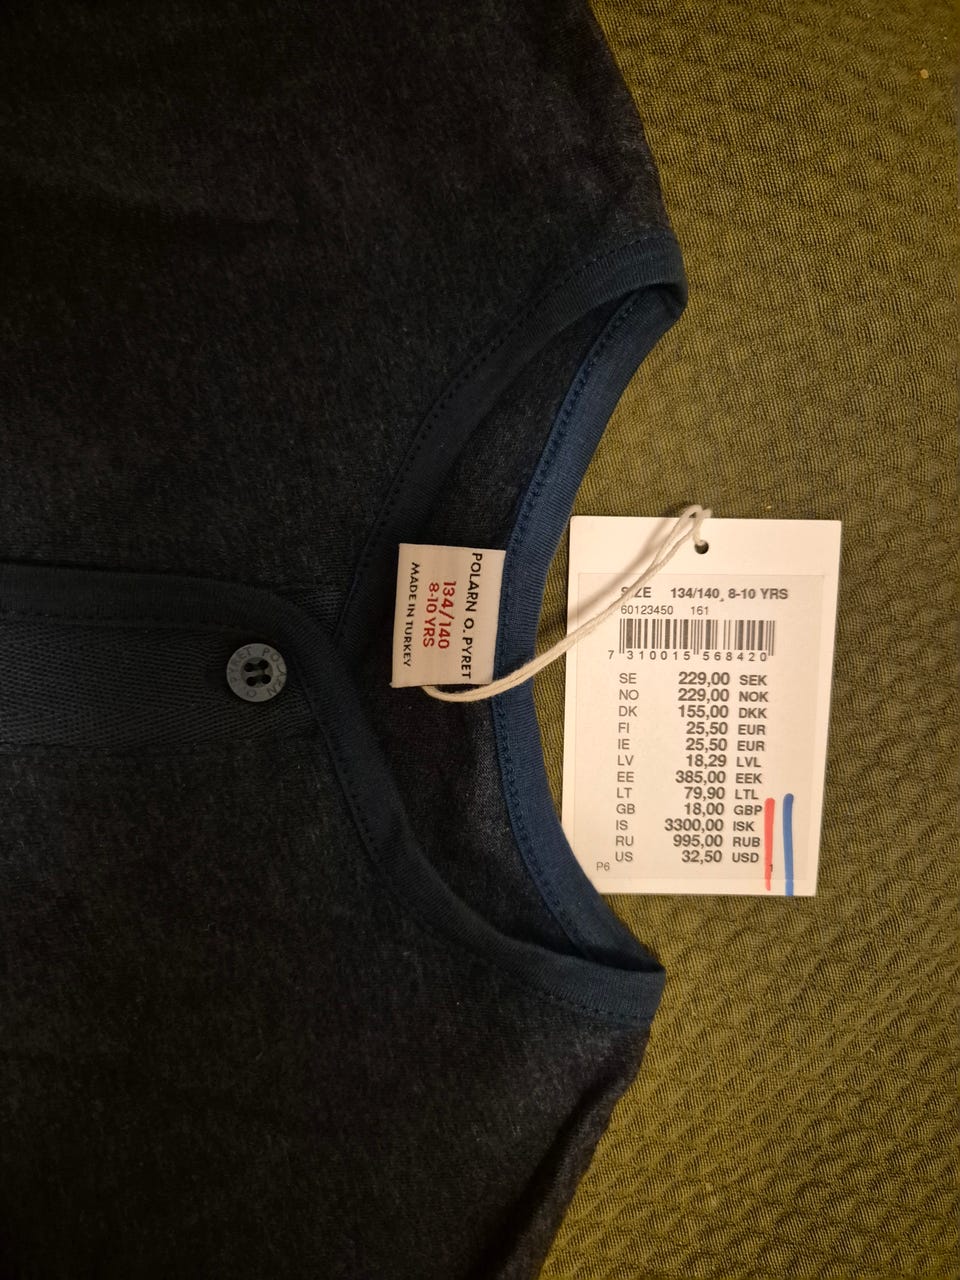 POLARN O. PYRET
134/140
8-10 YRS
MADE IN TURKEY
POLARN
O. PYRET
SIZE 134/140, 8-10 YRS
60123450 161
7 310015 568420
SE 229,00 SEK
NO 229,00 NOK
DK 155,00 DKK
FI 25,50 EUR
IE 25,50 EUR
LV 18,29 LVL
EE 385,00 EEK
LT 79,90 LTL
GB 18,00 GBP
IS 3300,00 ISK
RU 995,00 RUB
US 32,50 USD
P6
1